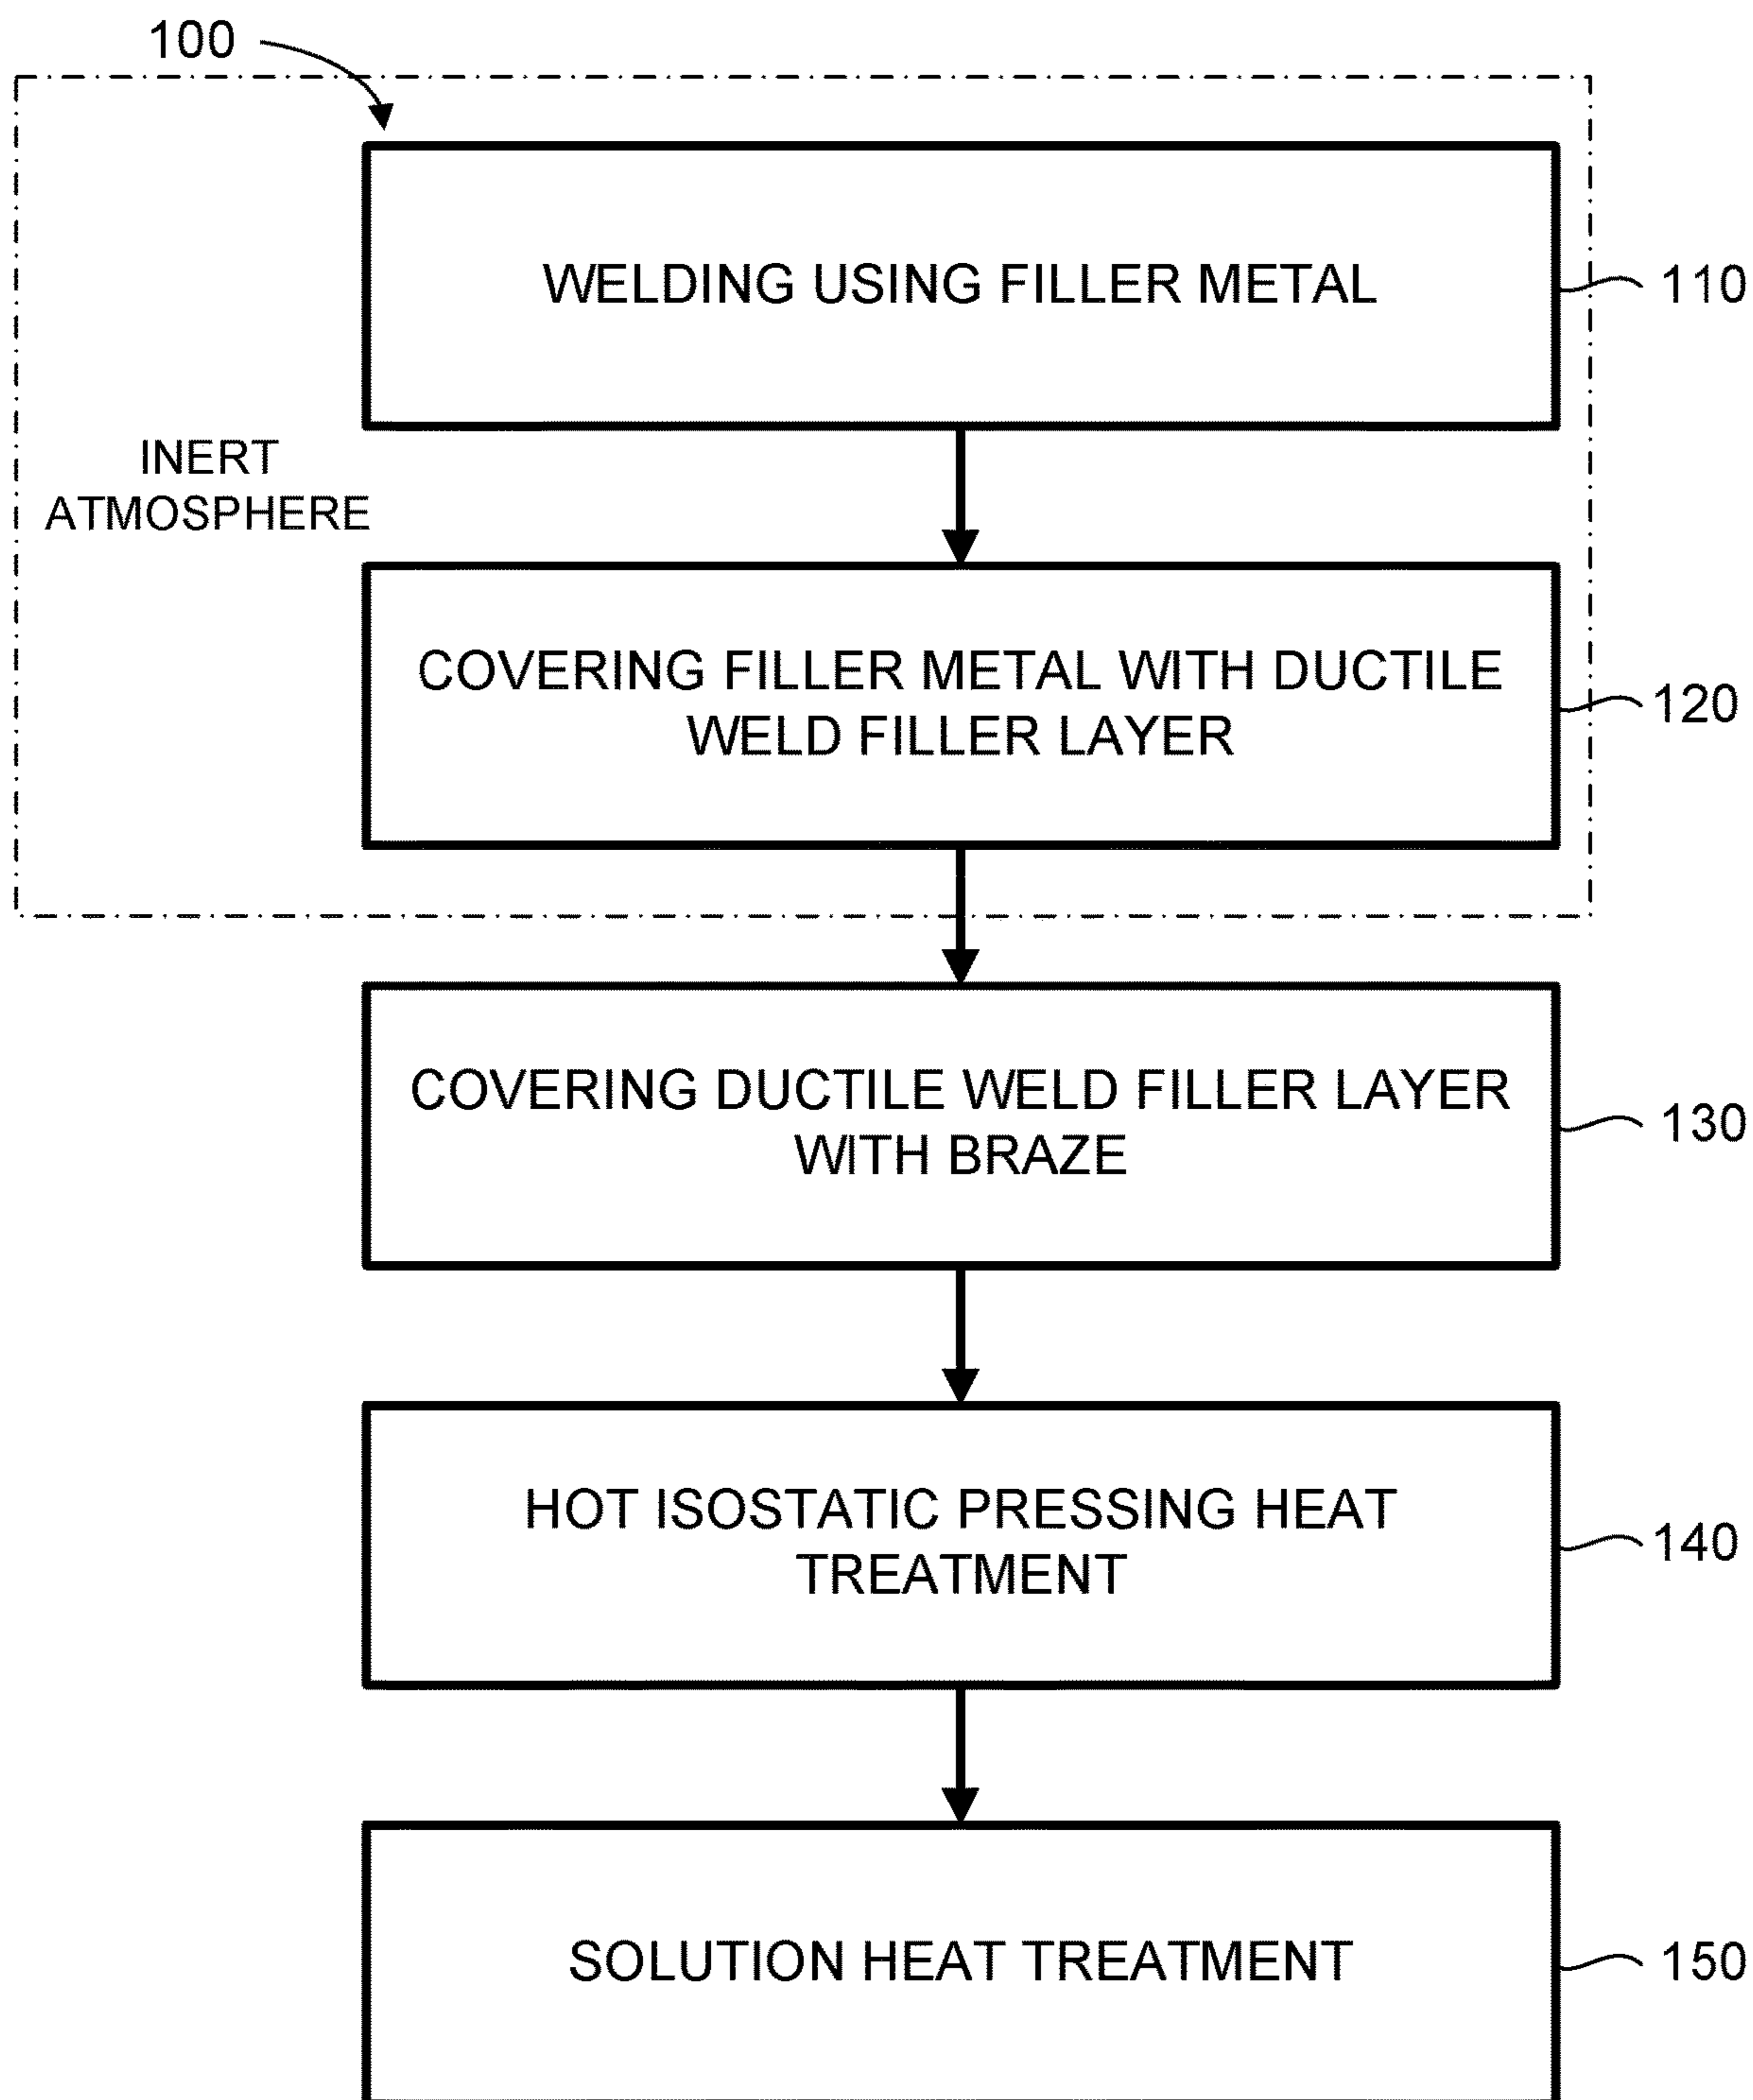 100
WELDING USING FILLER METAL
110
INERT
ATMOSPHERE
COVERING FILLER METAL WITH DUCTILE
WELD FILLER LAYER
120
COVERING DUCTILE WELD FILLER LAYER
WITH BRAZE
130
HOT ISOSTATIC PRESSING HEAT
TREATMENT
140
SOLUTION HEAT TREATMENT
150